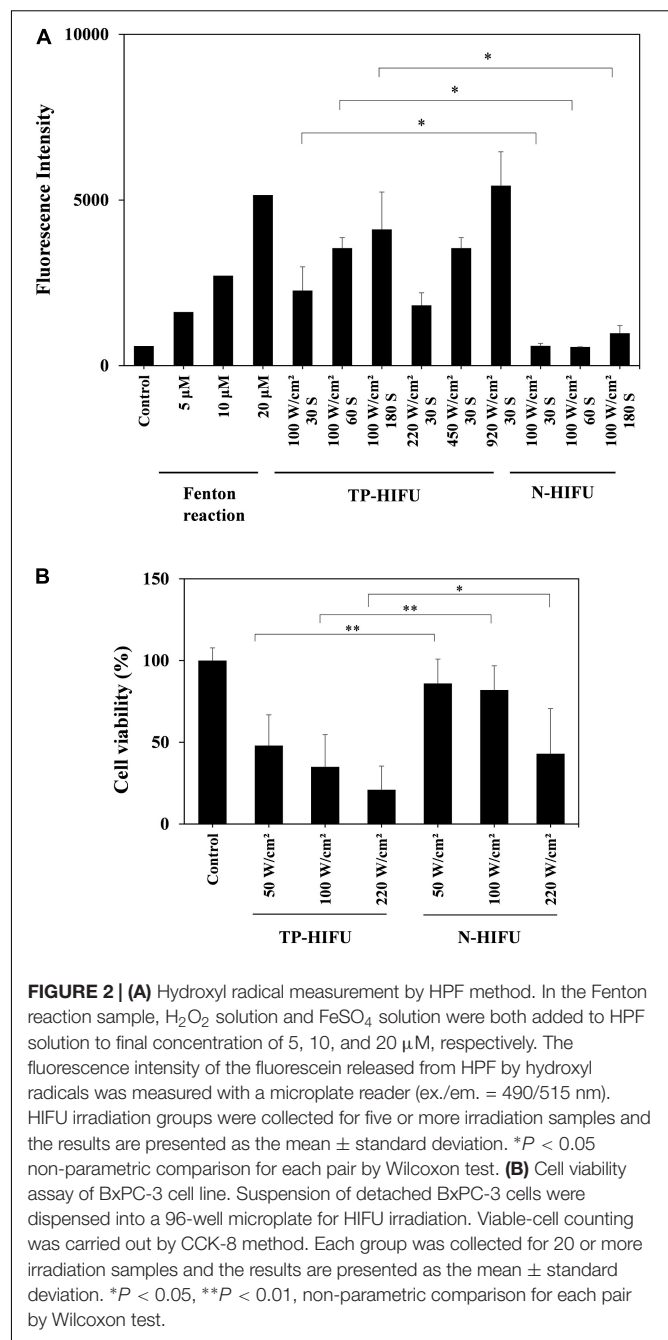 A
10000
5000
0
Fluorescence Intensity
*
*
*
Control
5 μM
10 μM
20 μM
100 W/cm² 30 S
100 W/cm² 60 S
100 W/cm² 180 S
220 W/cm² 30 S
450 W/cm² 30 S
920 W/cm² 30 S
100 W/cm² 30 S
100 W/cm² 60 S
100 W/cm² 180 S
Fenton
reaction
TP-HIFU
N-HIFU
B
150
100
50
0
Cell viability (%)
*
**
**
Control
50 W/cm²
100 W/cm²
220 W/cm²
50 W/cm²
100 W/cm²
220 W/cm²
TP-HIFU
N-HIFU
FIGURE 2 | (A) Hydroxyl radical measurement by HPF method. In the Fenton
reaction sample, H₂O₂ solution and FeSO₄ solution were both added to HPF
solution to final concentration of 5, 10, and 20 μM, respectively. The
fluorescence intensity of the fluorescein released from HPF by hydroxyl
radicals was measured with a microplate reader (ex./em. = 490/515 nm).
HIFU irradiation groups were collected for five or more irradiation samples and
the results are presented as the mean ± standard deviation. *P < 0.05
non-parametric comparison for each pair by Wilcoxon test. (B) Cell viability
assay of BxPC-3 cell line. Suspension of detached BxPC-3 cells were
dispensed into a 96-well microplate for HIFU irradiation. Viable-cell counting
was carried out by CCK-8 method. Each group was collected for 20 or more
irradiation samples and the results are presented as the mean ± standard
deviation. *P < 0.05, **P < 0.01, non-parametric comparison for each pair
by Wilcoxon test.